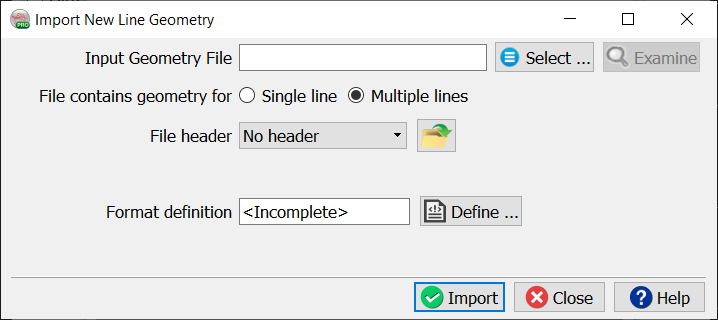 Import New Line Geometry
Input Geometry File Select ... Examine
File contains geometry for Single line Multiple lines
File header No header
Format definition <Incomplete> Define ...
Import Close Help
PRO